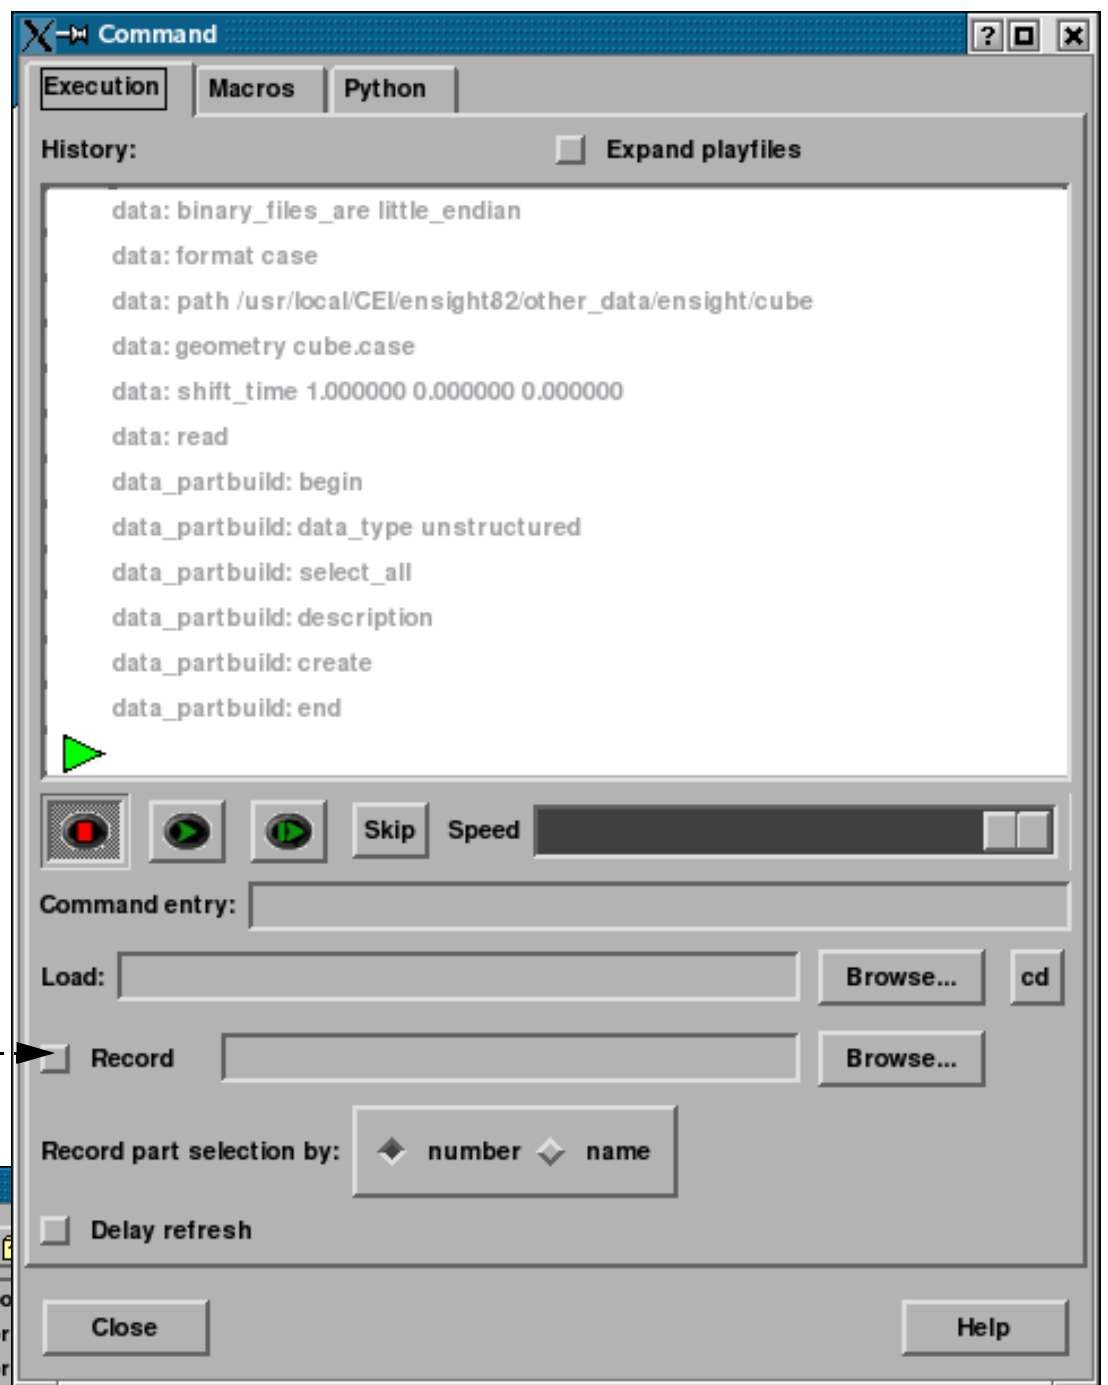 Command
Execution Macros Python
History: Expand playfiles
data: binary_files_are little_endian
data: format case
data: path /usr/local/CEI/ensight82/other_data/ensight/cube
data: geometry cube.case
data: shift_time 1.000000 0.000000 0.000000
data: read
data_partbuild: begin
data_partbuild: data_type unstructured
data_partbuild: select_all
data_partbuild: description
data_partbuild: create
data_partbuild: end
Skip Speed
Command entry:
Load: Browse... cd
Record Browse...
Record part selection by: number name
Delay refresh
Close Help